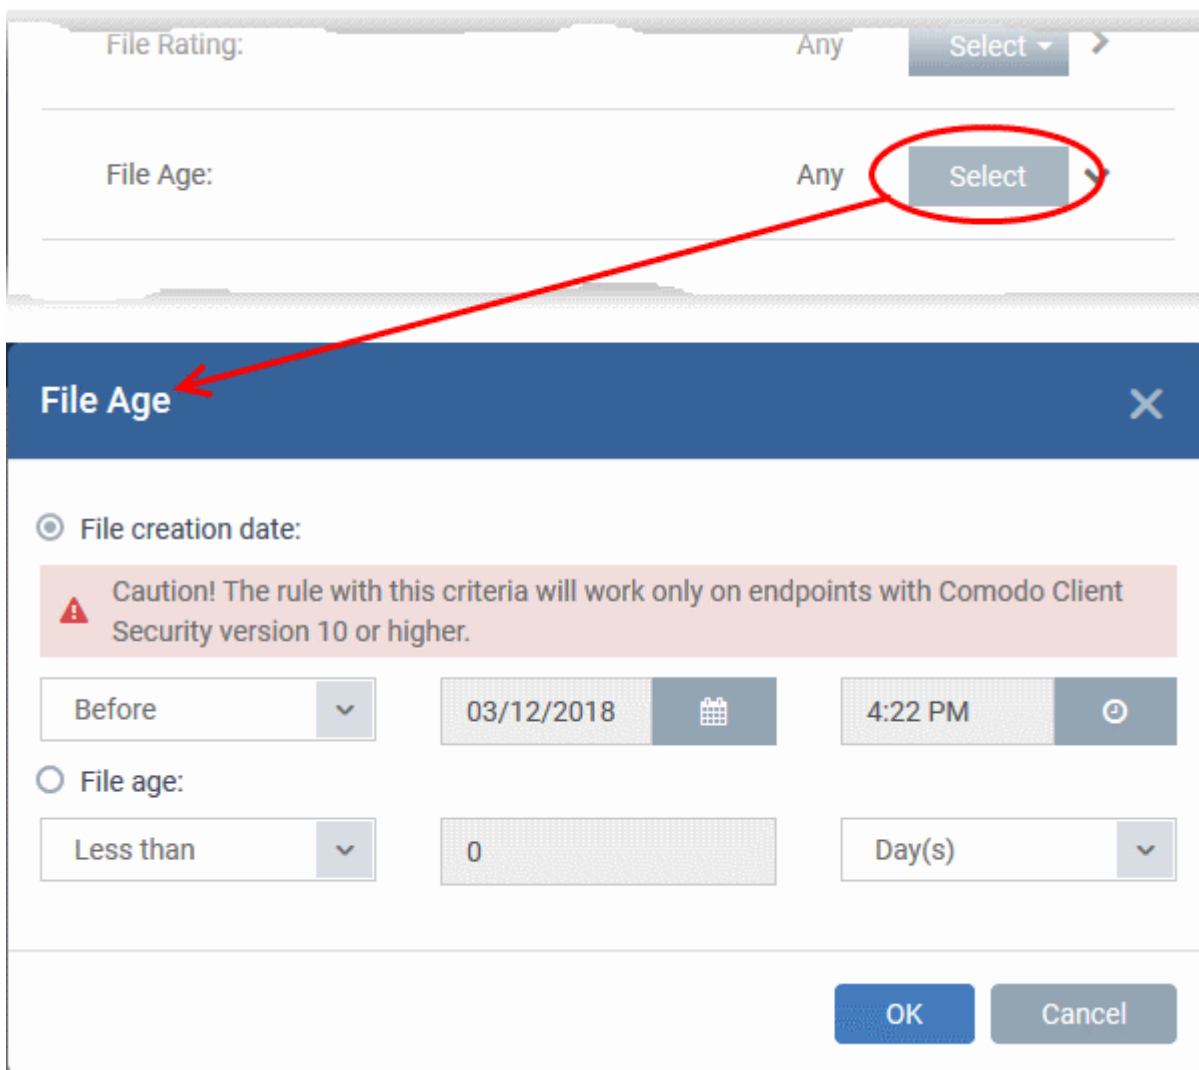 File Rating: Any Select
File Age: Any Select
File Age
File creation date:
Caution! The rule with this criteria will work only on endpoints with Comodo Client
Security version 10 or higher.
Before 03/12/2018 4:22 PM
File age:
Less than 0 Day(s)
OK Cancel